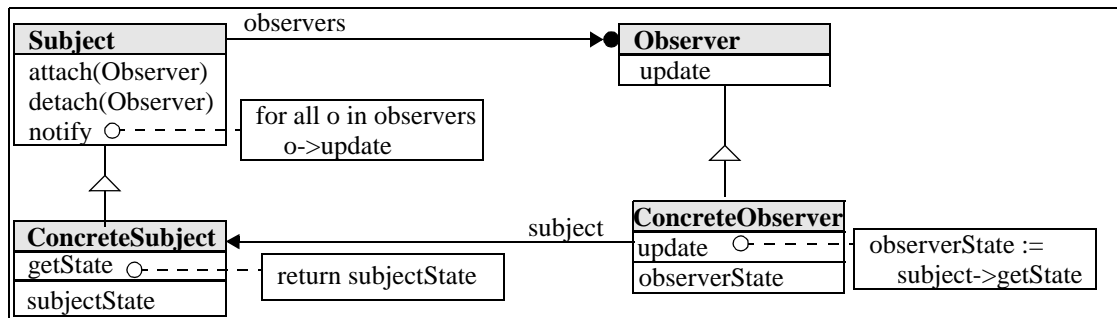 observers
Subject
attach(Observer)
detach(Observer)
notify
for all o in observers
o->update
Observer
update
ConcreteSubject
getState
subjectState
return subjectState
subject
ConcreteObserver
update
observerState
observerState :=
subject->getState